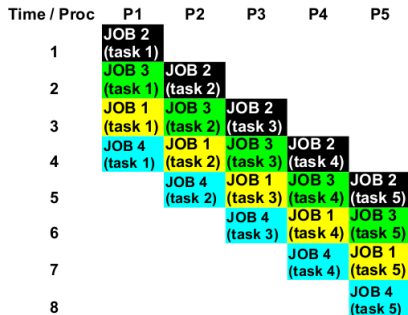 Time / Proc P1 P2 P3 P4 P5
JOB 2
1 (task 1)
JOB 3 JOB 2
2 (task 1) (task 2)
JOB 1 JOB 3 JOB 2
3 (task 1) (task 2) (task 3)
JOB 4 JOB 1 JOB 3 JOB 2
4 (task 1) (task 2) (task 3) (task 4)
JOB 4 JOB 1 JOB 3 JOB 2
5 (task 2) (task 3) (task 4) (task 5)
JOB 4 JOB 1 JOB 3
6 (task 3) (task 4) (task 5)
JOB 4 JOB 1
7 (task 4) (task 5)
JOB 4
8 (task 5)